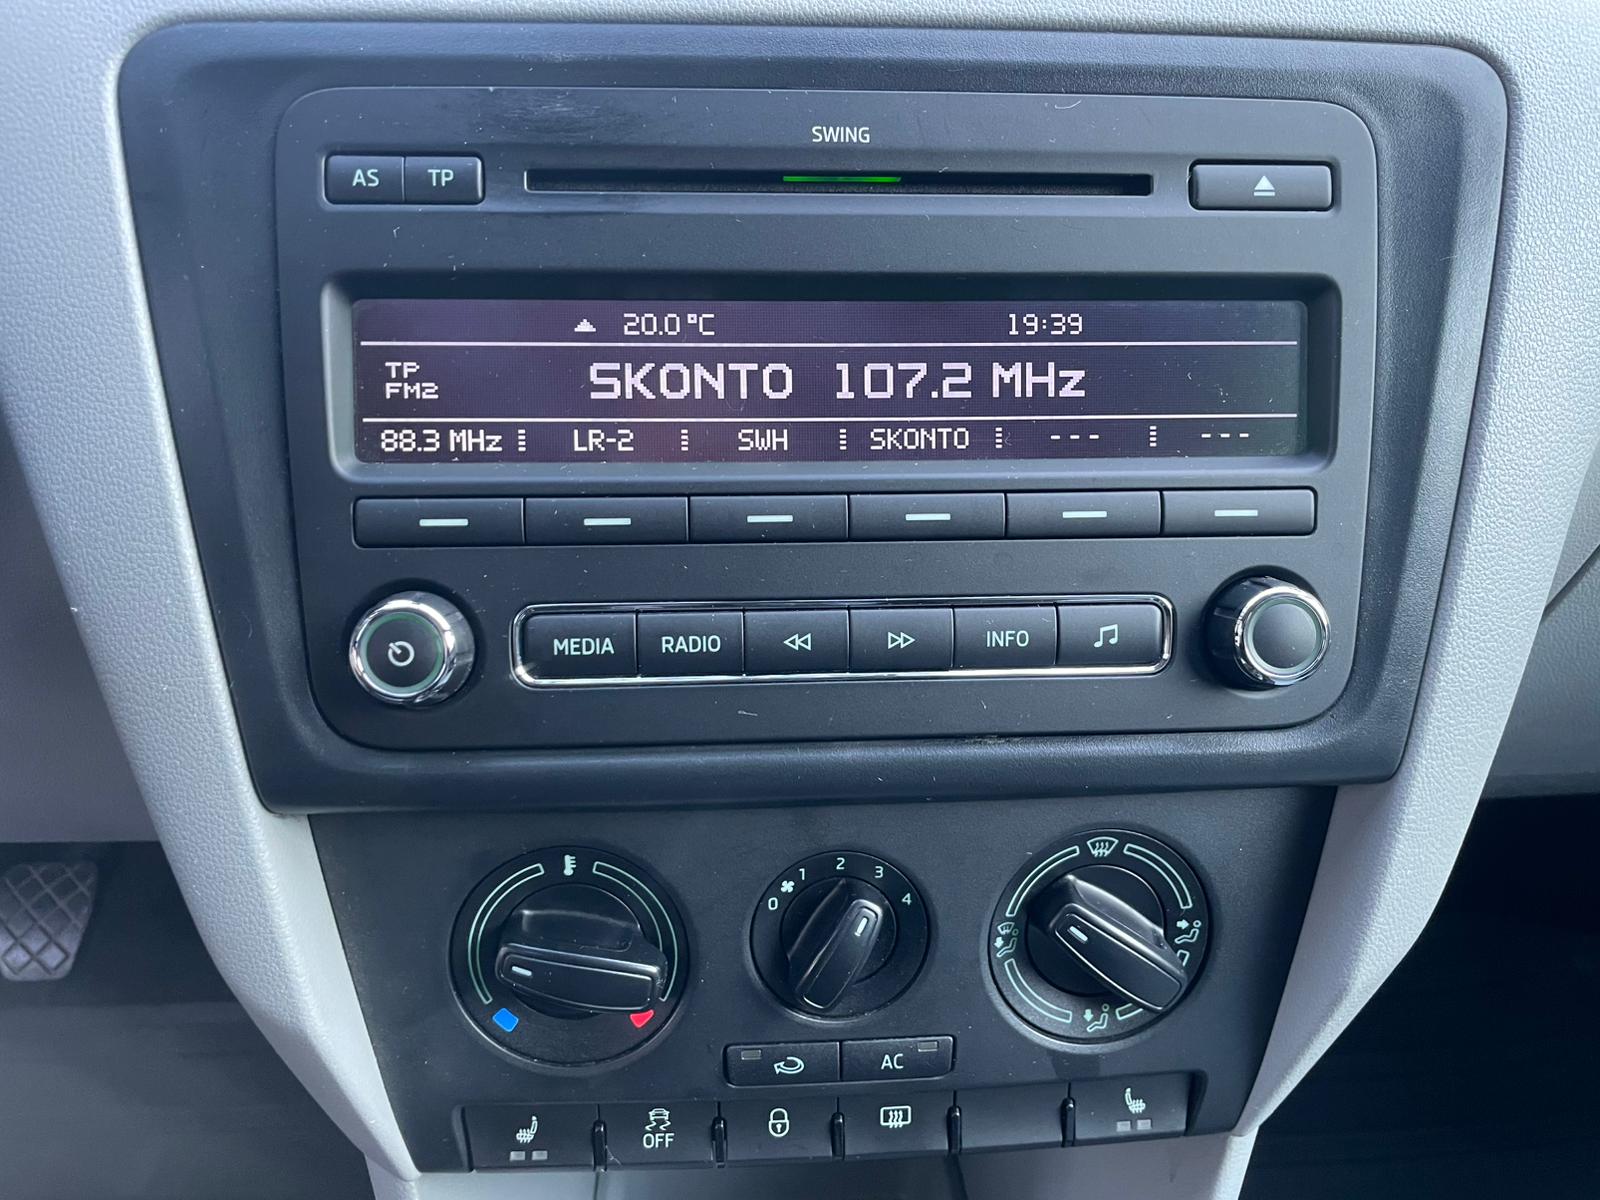 SWING
AS TP
20.0°C 19:39
TP
FM2
SKONTO 107.2 MHz
88.3 MHz LR-2 SWH SKONTO --- ---
MEDIA RADIO INFO
0 1 2 3 4
AC
OFF